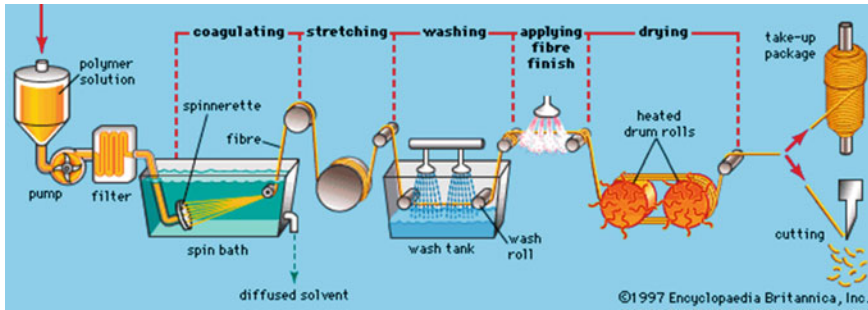 coagulating
stretching
washing
applying
fibre
finish
drying
take-up
package
polymer
solution
spinnerette
fibre
heated
drum rolls
pump
filter
spin bath
wash tank
wash
roll
cutting
diffused solvent
©1997 Encyclopaedia Britannica, Inc.